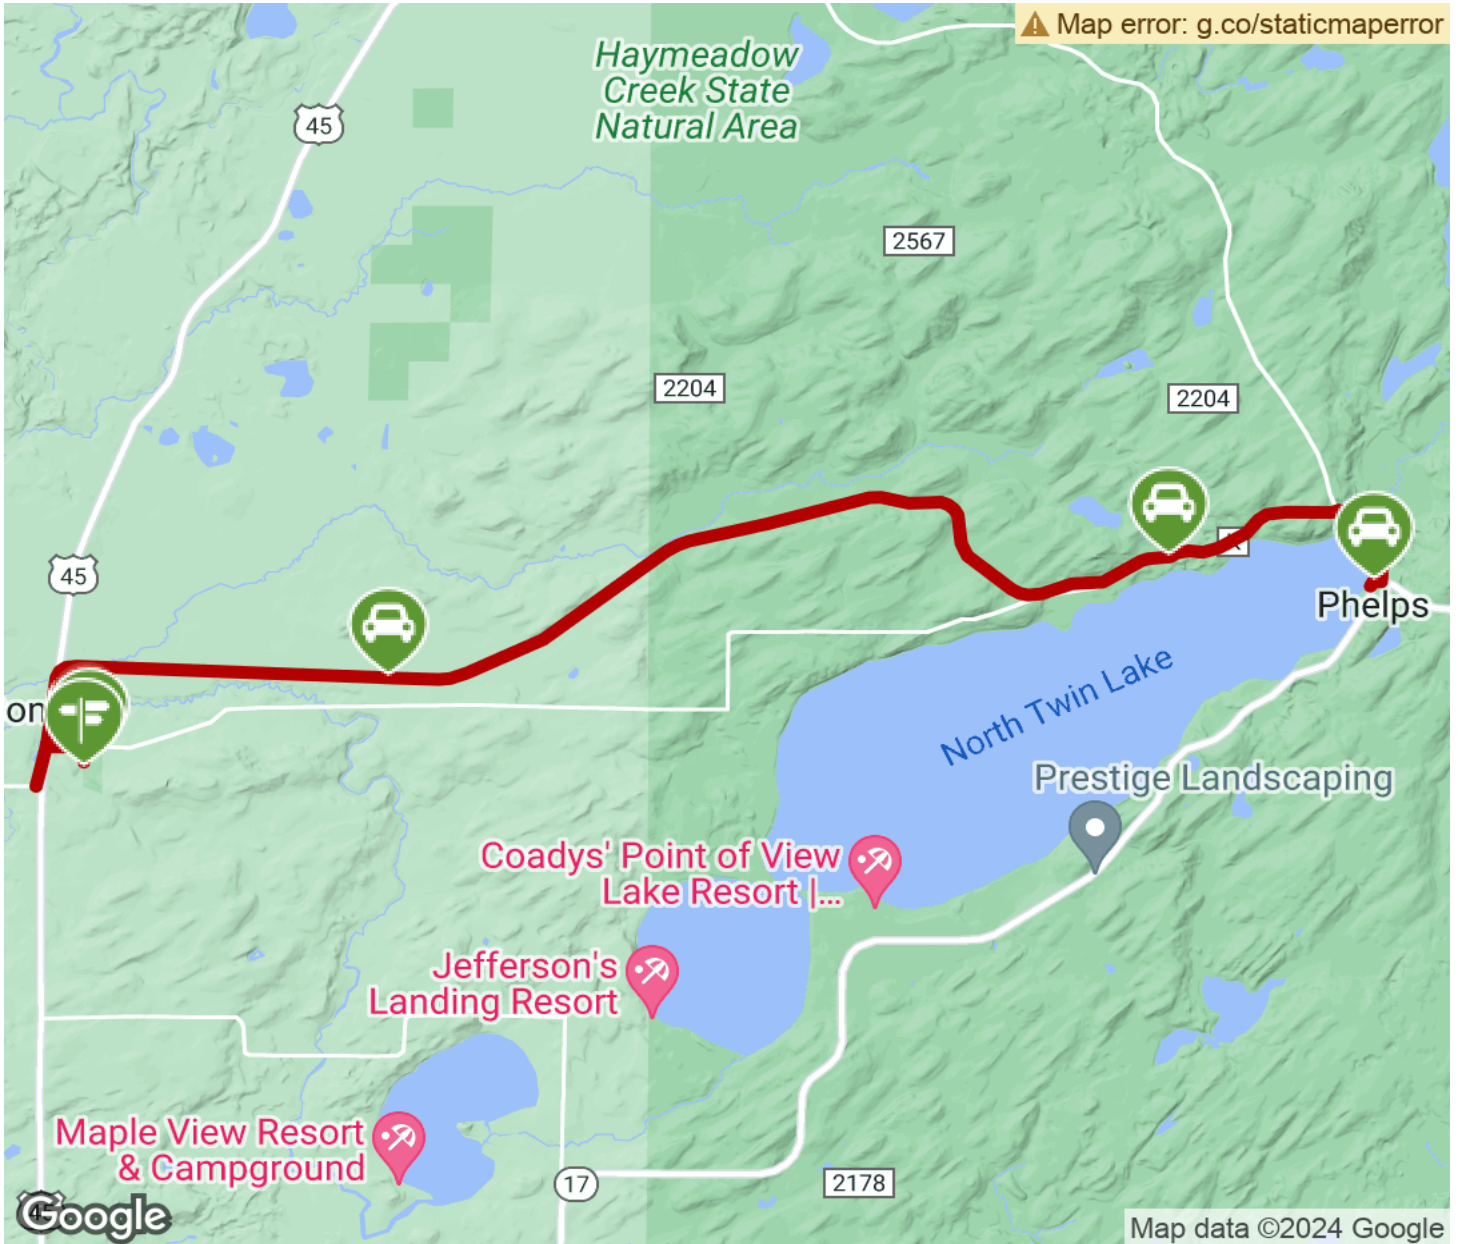 Map error: g.co/staticmaperror
Haymeadow
Creek State
Natural Area
45
2567
2204
2204
45
Phelps
on
North Twin Lake
Prestige Landscaping
Coadys' Point of View
Lake Resort |...
Jefferson's
Landing Resort
Maple View Resort
& Campground
17
2178
45
Google
Map data ©2024 Google